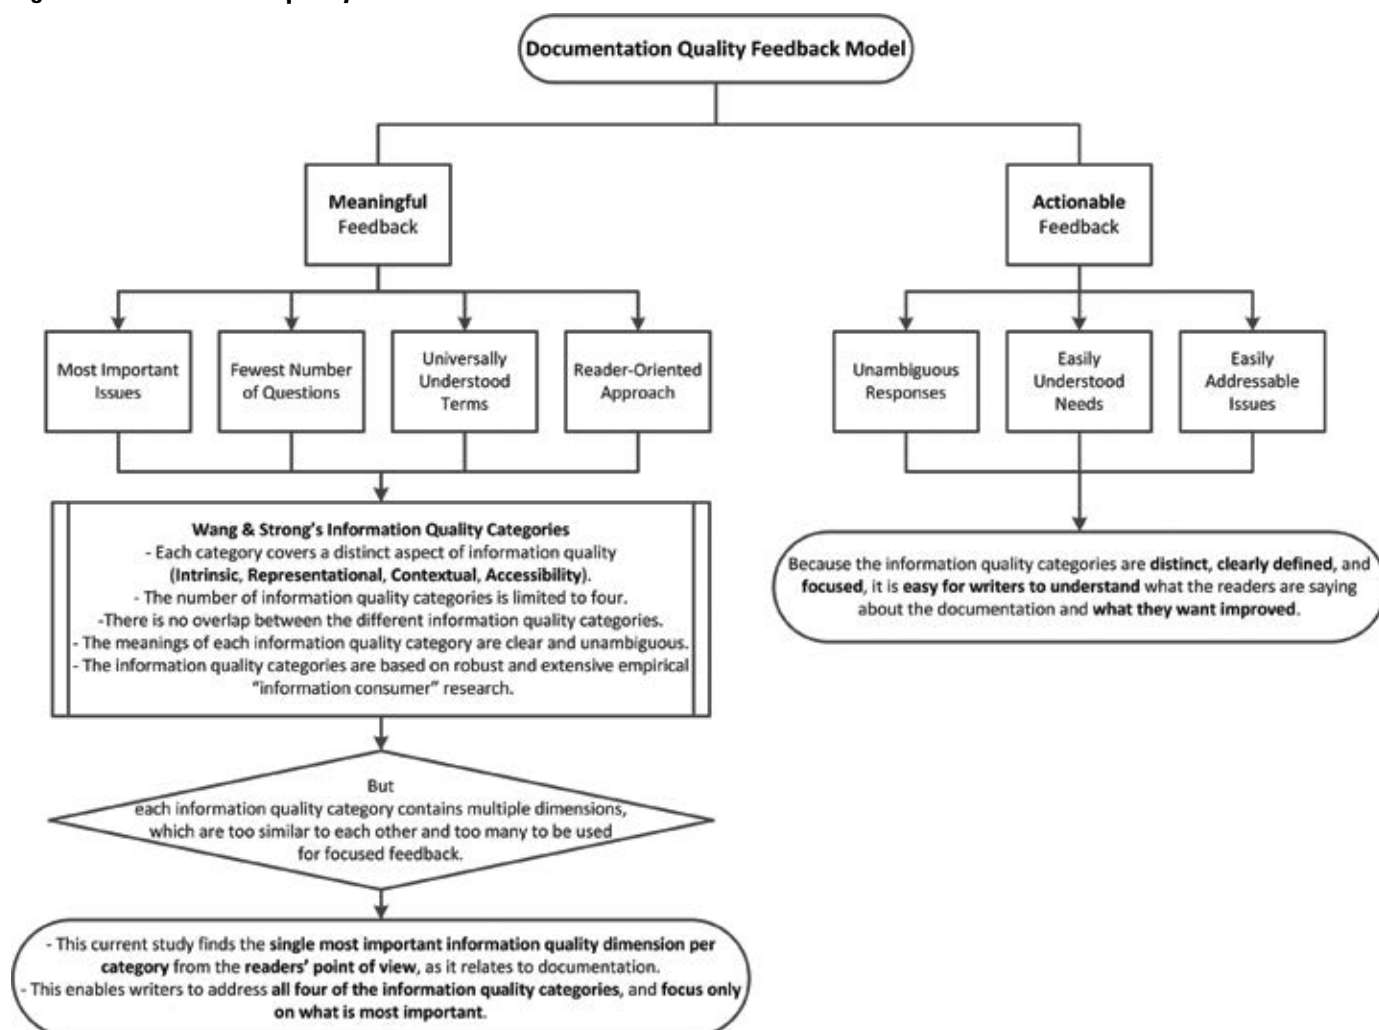 Documentation Quality Feedback Model
Meaningful
Feedback
Actionable
Feedback
Most Important
Issues
Fewest Number
of Questions
Universally
Understood
Terms
Reader-Oriented
Approach
Unambiguous
Responses
Easily
Understood
Needs
Easily
Addressable
Issues
Wang & Strong's Information Quality Categories
- Each category covers a distinct aspect of information quality
(Intrinsic, Representational, Contextual, Accessibility).
- The number of information quality categories is limited to four.
-There is no overlap between the different information quality categories.
- The meanings of each information quality category are clear and unambiguous.
- The information quality categories are based on robust and extensive empirical
“information consumer” research.
Because the information quality categories are distinct, clearly defined, and
focused, it is easy for writers to understand what the readers are saying
about the documentation and what they want improved.
But
each information quality category contains multiple dimensions,
which are too similar to each other and too many to be used
for focused feedback.
- This current study finds the single most important information quality dimension per
category from the readers' point of view, as it relates to documentation.
- This enables writers to address all four of the information quality categories, and focus only
on what is most important.